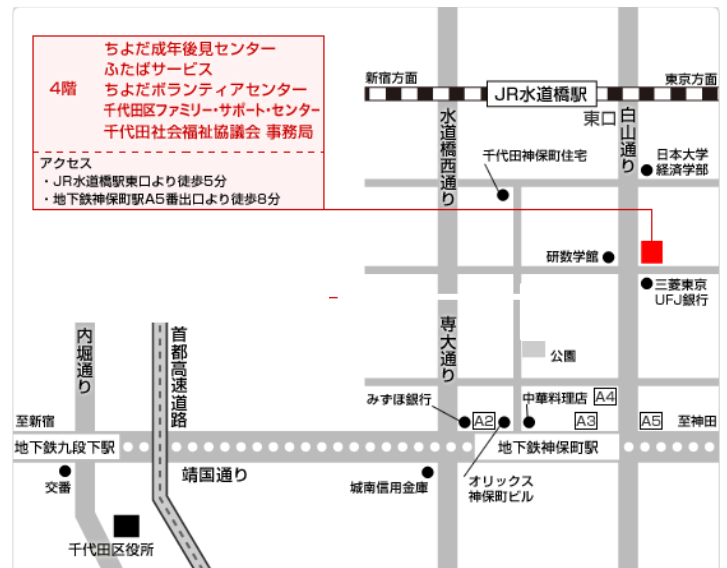 4階
ちよだ成年後見センター
ふたばサービス
ちよだボランティアセンター
千代田区ファミリー・サポート・センター
千代田社会福祉協議会 事務局
アクセス
・JR水道橋駅東口より徒歩5分
・地下鉄神保町駅A5番出口より徒歩8分
新宿方面
東京方面
JR水道橋駅
東口
水道橋西通り
白山通り
千代田神保町住宅
日本大学
経済学部
研数学館
三菱東京
UFJ銀行
専大通り
公園
内堀通り
首都高速道路
みずほ銀行
中華料理店
A4
A2
A3
A5
至新宿
至神田
地下鉄九段下駅
地下鉄神保町駅
靖国通り
交番
城南信用金庫
オリックス
神保町ビル
千代田区役所